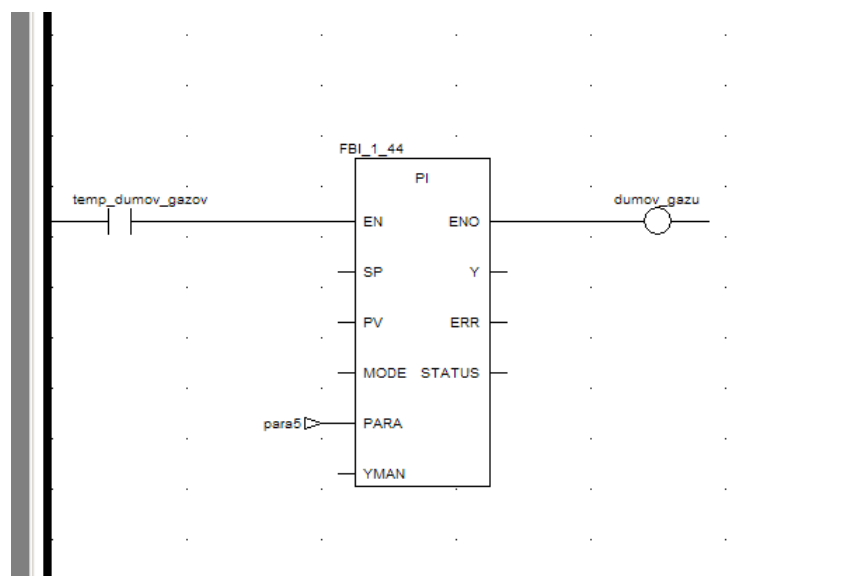 FBI_1_44
PI
temp_dumov_gazov
dumov_gazu
EN ENO
SP Y
PV ERR
MODE STATUS
para5 PARA
YMAN